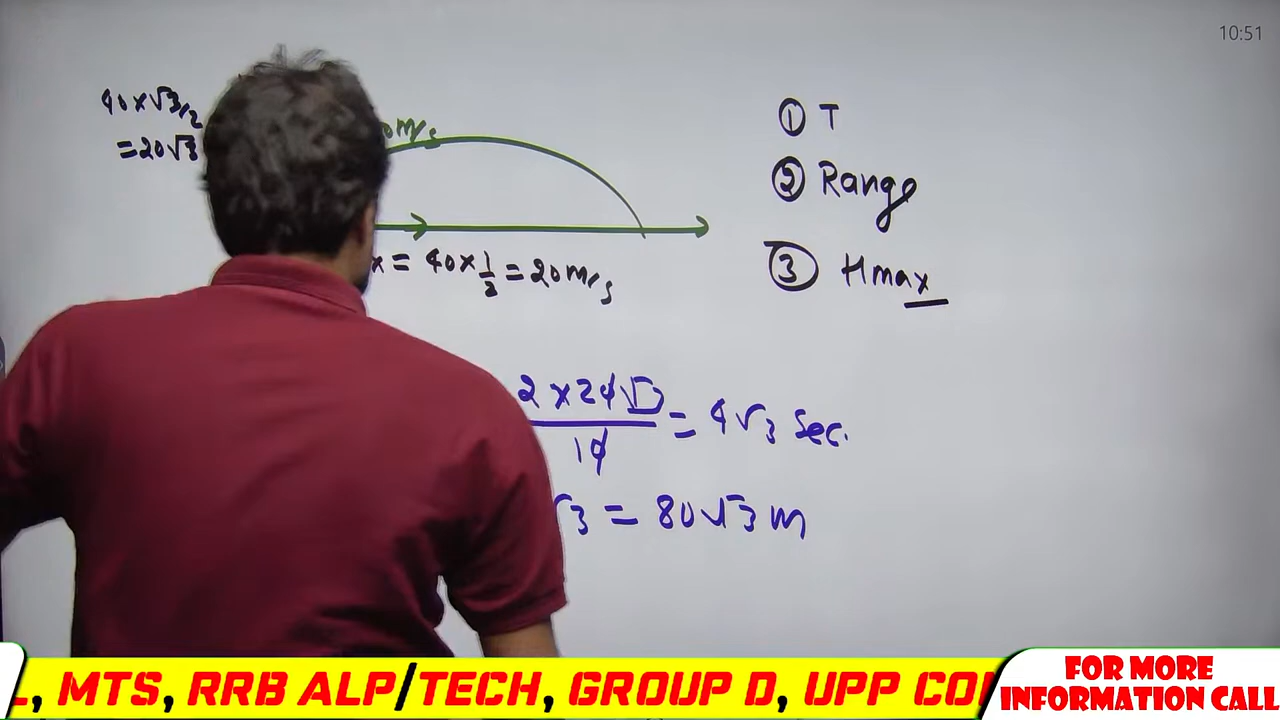 10:51
40×√3/2
=20√3
0m/s
x = 40×1/2 = 20m/s
① T
② Range
③ Hmax
2×20√3/10 = 4√3 Sec.
√3 = 80√3 m
L, MTS, RRB ALP/TECH, GROUP D, UPP CO
FOR MORE
INFORMATION CALL